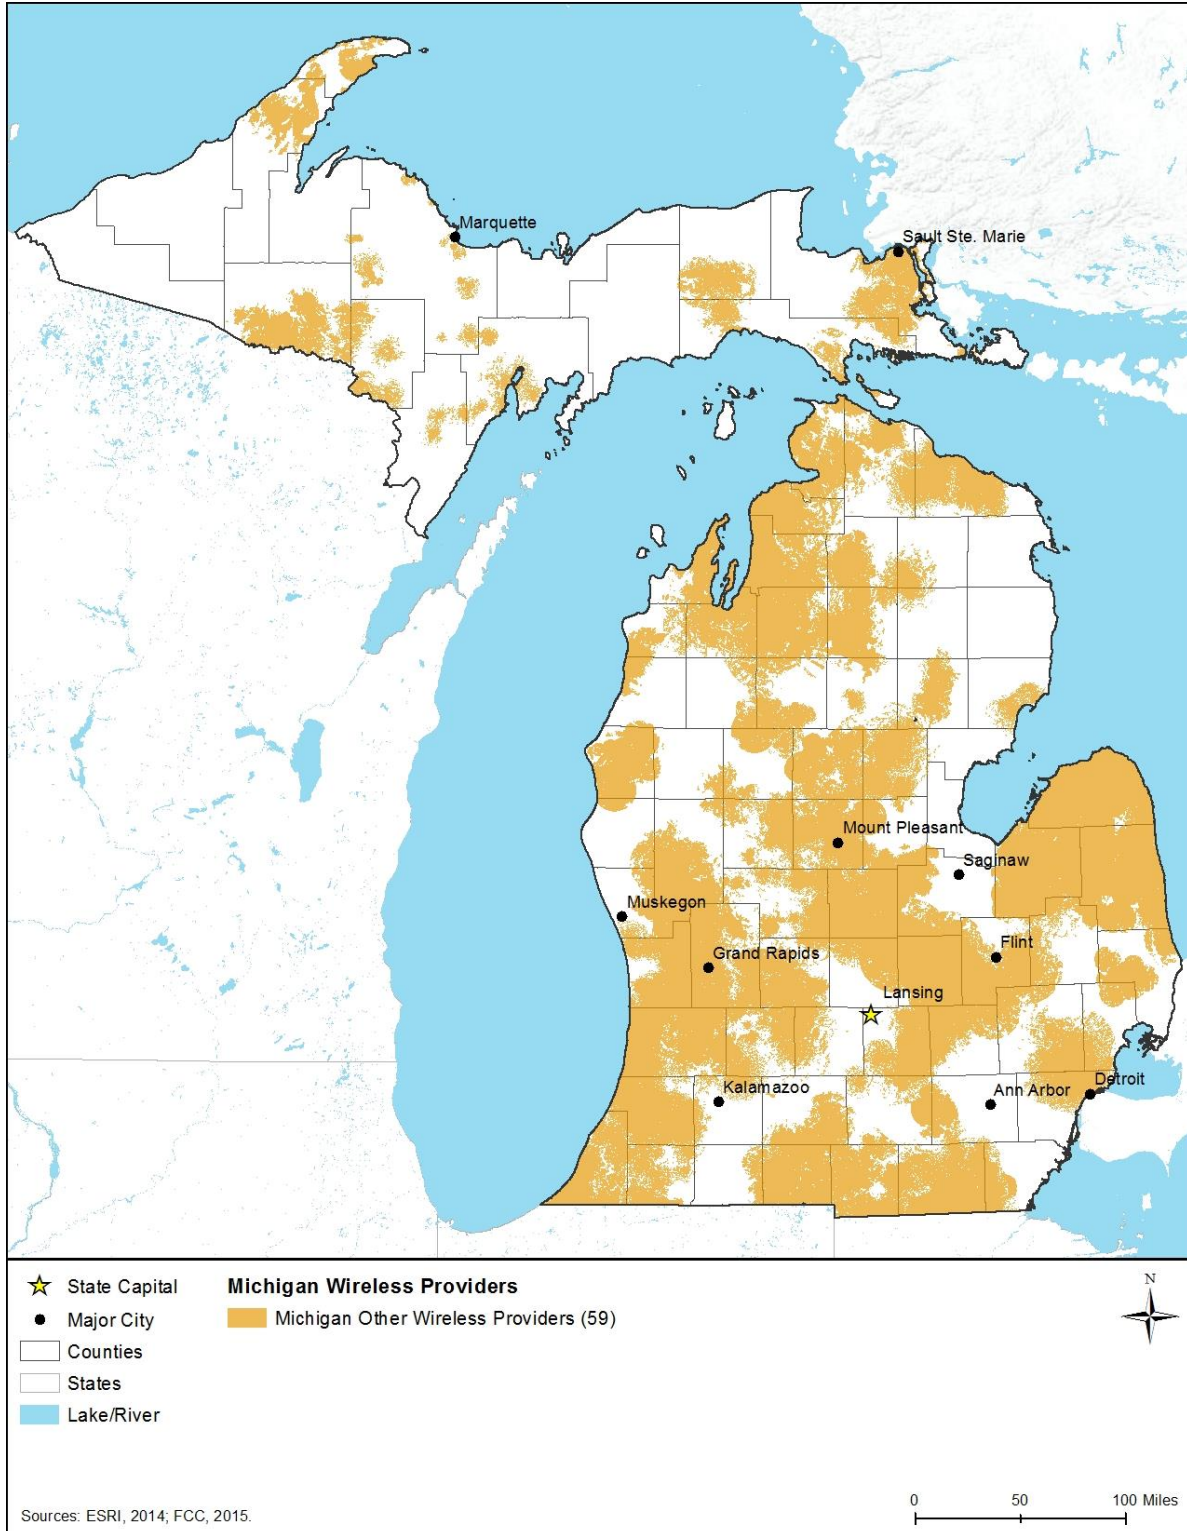 Marquette
Sault Ste. Marie
Mount Pleasant
Saginaw
Muskegon
Grand Rapids
Flint
Lansing
Kalamazoo
Ann Arbor
Detroit
State Capital
Major City
Counties
States
Lake/River
Michigan Wireless Providers
Michigan Other Wireless Providers (59)
N
Sources: ESRI, 2014; FCC, 2015.
0 50 100 Miles